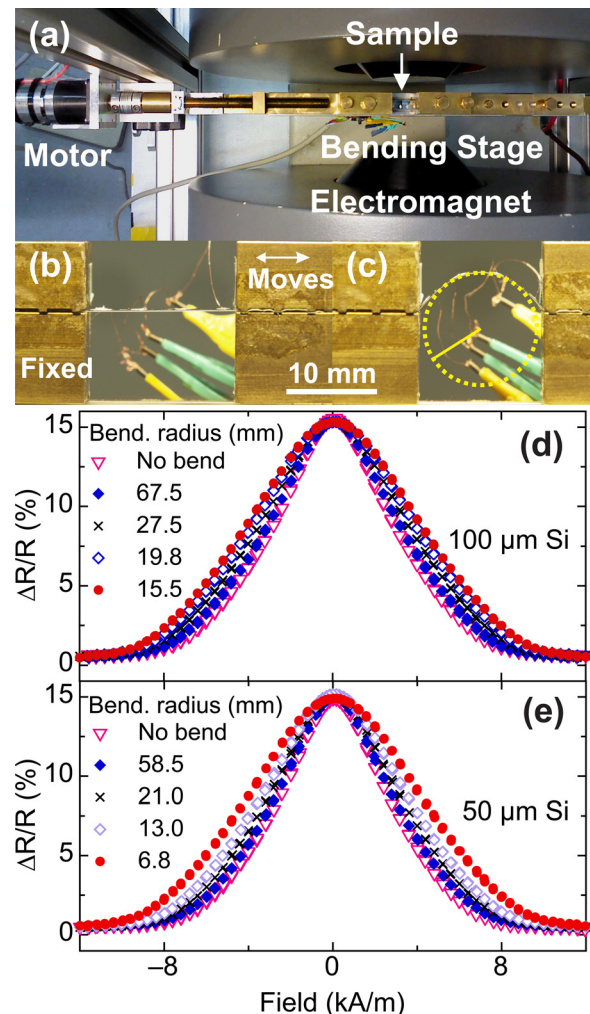 (a)
Sample
Motor
Bending Stage
Electromagnet
(b)
Moves
(c)
Fixed
10 mm
15
10
5
0
ΔR/R (%)
Bend. radius (mm)
No bend
67.5
27.5
19.8
15.5
(d)
100 μm Si
15
10
5
0
ΔR/R (%)
Bend. radius (mm)
No bend
58.5
21.0
13.0
6.8
(e)
50 μm Si
−8 0 8
Field (kA/m)